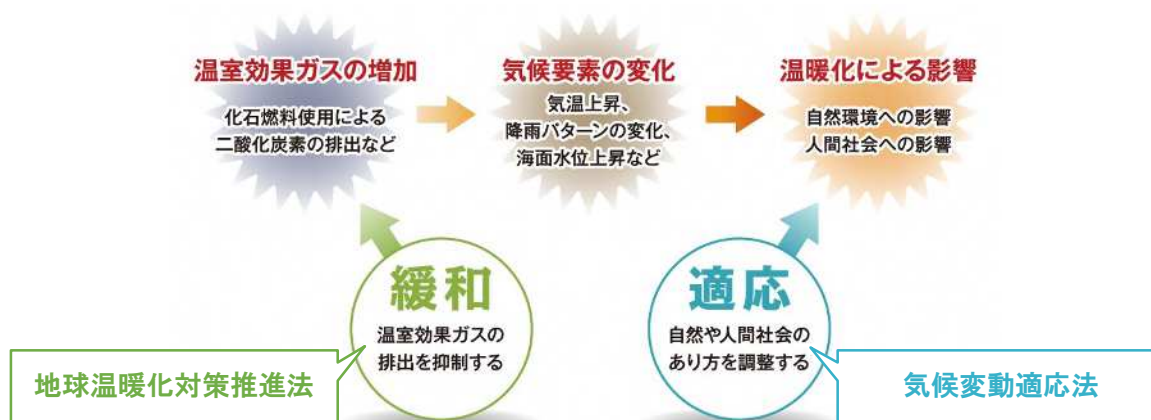 温室効果ガスの増加
化石燃料使用による
二酸化炭素の排出など
気候要素の変化
気温上昇、
降雨パターンの変化、
海面水位上昇など
温暖化による影響
自然環境への影響
人間社会への影響
緩和
温室効果ガスの
排出を抑制する
適応
自然や人間社会の
あり方を調整する
地球温暖化対策推進法
気候変動適応法